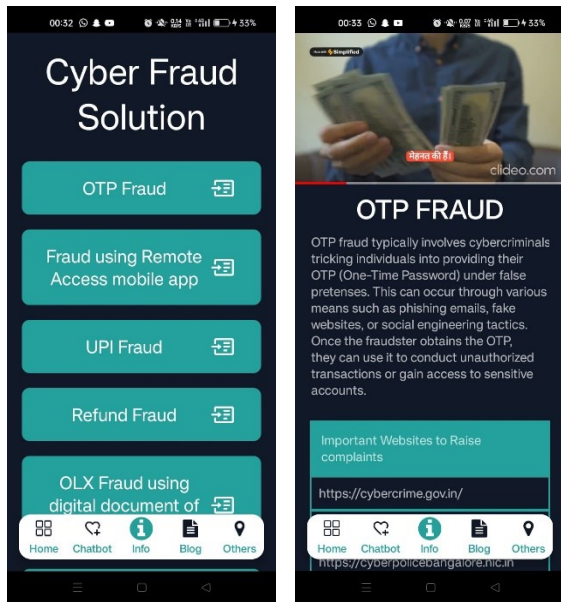 00:32
33%
Cyber Fraud
Solution
OTP Fraud
Fraud using Remote
Access mobile app
UPI Fraud
Refund Fraud
OLX Fraud using
digital document of
Home Chatbot Info Blog Others
00:33
33%
Simplified
मेहनत की हैं।
clideo.com
OTP FRAUD
OTP fraud typically involves cybercriminals
tricking individuals into providing their
OTP (One-Time Password) under false
pretenses. This can occur through various
means such as phishing emails, fake
websites, or social engineering tactics.
Once the fraudster obtains the OTP,
they can use it to conduct unauthorized
transactions or gain access to sensitive
accounts.
Important Websites to Raise
complaints
https://cybercrime.gov.in/
Home Chatbot Info Blog Others
https://cyberpolicebangalore.nic.in